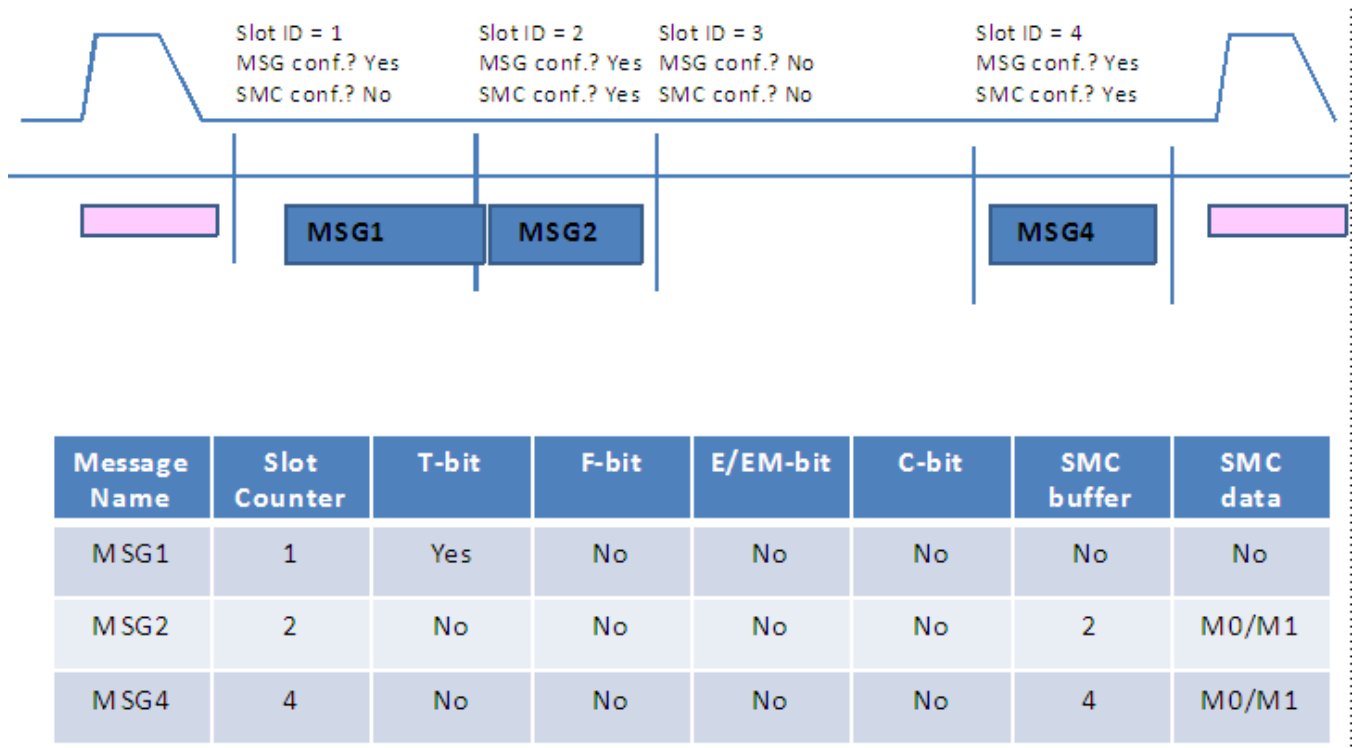 Slot ID = 1
MSG conf.? Yes
SMC conf.? No
Slot ID = 2
MSG conf.? Yes
SMC conf.? Yes
Slot ID = 3
MSG conf.? No
SMC conf.? No
Slot ID = 4
MSG conf.? Yes
SMC conf.? Yes
MSG1
MSG2
MSG4
Message Name Slot Counter T-bit F-bit E/EM-bit C-bit SMC buffer SMC data
MSG1 1 Yes No No No No No
MSG2 2 No No No No 2 M0/M1
MSG4 4 No No No No 4 M0/M1